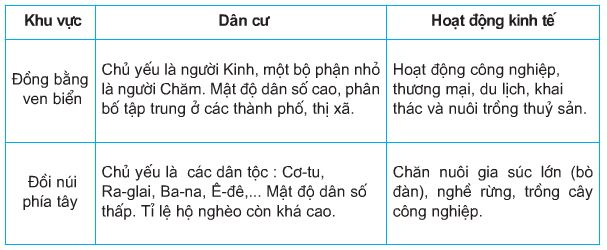 Khu vực
Dân cư
Hoạt động kinh tế
Đồng bằng
ven biển
Chủ yếu là người Kinh, một bộ phận nhỏ
là người Chăm. Mật độ dân số cao, phân
bố tập trung ở các thành phố, thị xã.
Hoạt động công nghiệp,
thương mại, du lịch, khai
thác và nuôi trồng thuỷ sản.
Đồi núi
phía tây
Chủ yếu là các dân tộc : Cơ-tu,
Ra-glai, Ba-na, Ê-đê,... Mật độ dân số
thấp. Tỉ lệ hộ nghèo còn khá cao.
Chăn nuôi gia súc lớn (bò
đàn), nghề rừng, trồng cây
công nghiệp.